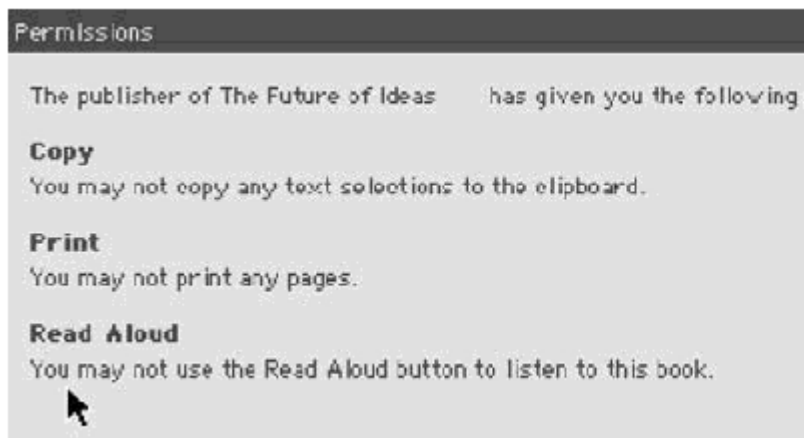 Permissions
The publisher of The Future of Ideas has given you the following
Copy
You may not copy any text selections to the clipboard.
Print
You may not print any pages.
Read Aloud
You may not use the Read Aloud button to listen to this book.